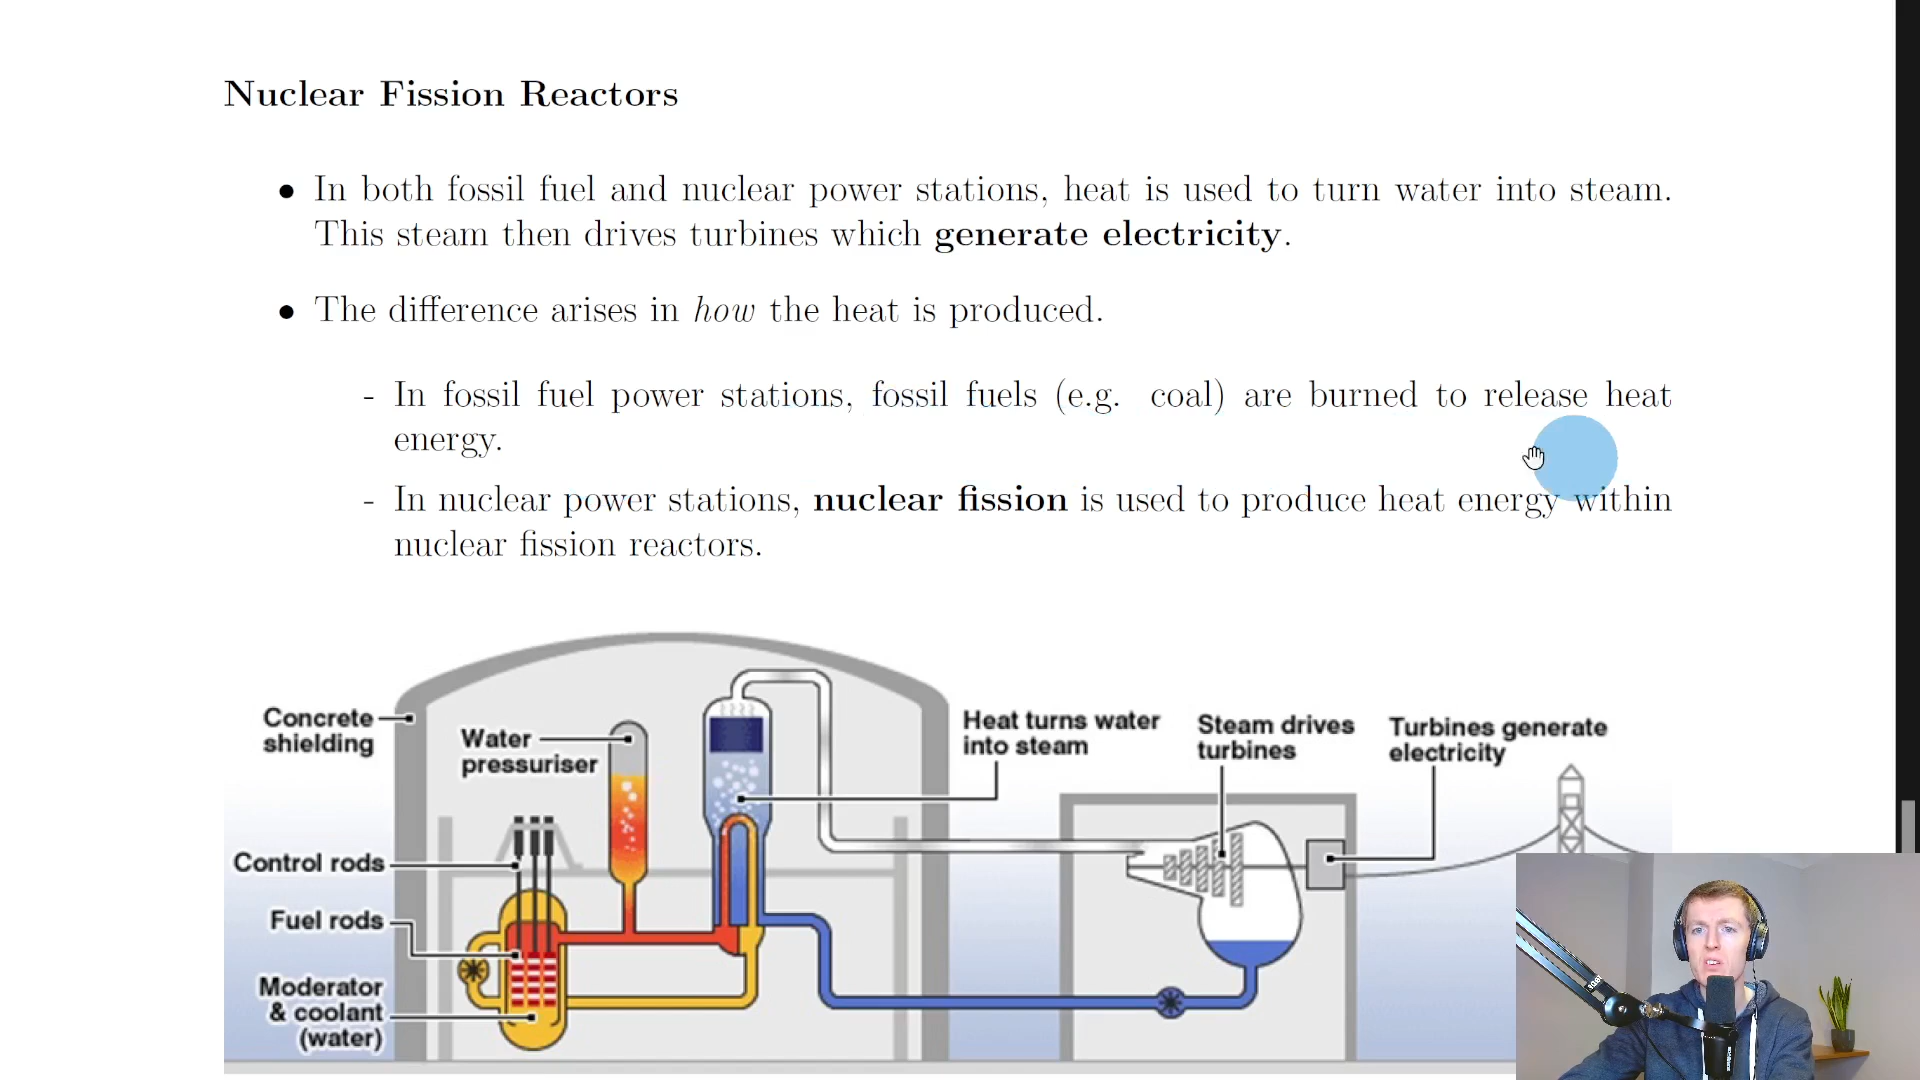 Nuclear Fission Reactors
• In both fossil fuel and nuclear power stations, heat is used to turn water into steam.
This steam then drives turbines which generate electricity.
• The difference arises in how the heat is produced.
- In fossil fuel power stations, fossil fuels (e.g. coal) are burned to release heat
energy.
- In nuclear power stations, nuclear fission is used to produce heat energy within
nuclear fission reactors.
Concrete
shielding
Water
pressuriser
Heat turns water
into steam
Steam drives
turbines
Turbines generate
electricity
Control rods
Fuel rods
Moderator
& coolant
(water)